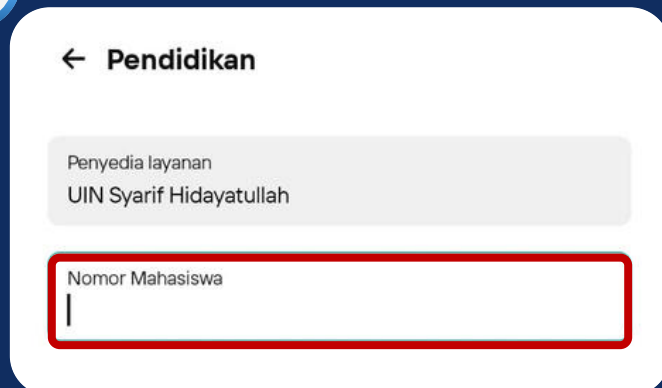 ← Pendidikan
Penyedia layanan
UIN Syarif Hidayatullah
Nomor Mahasiswa